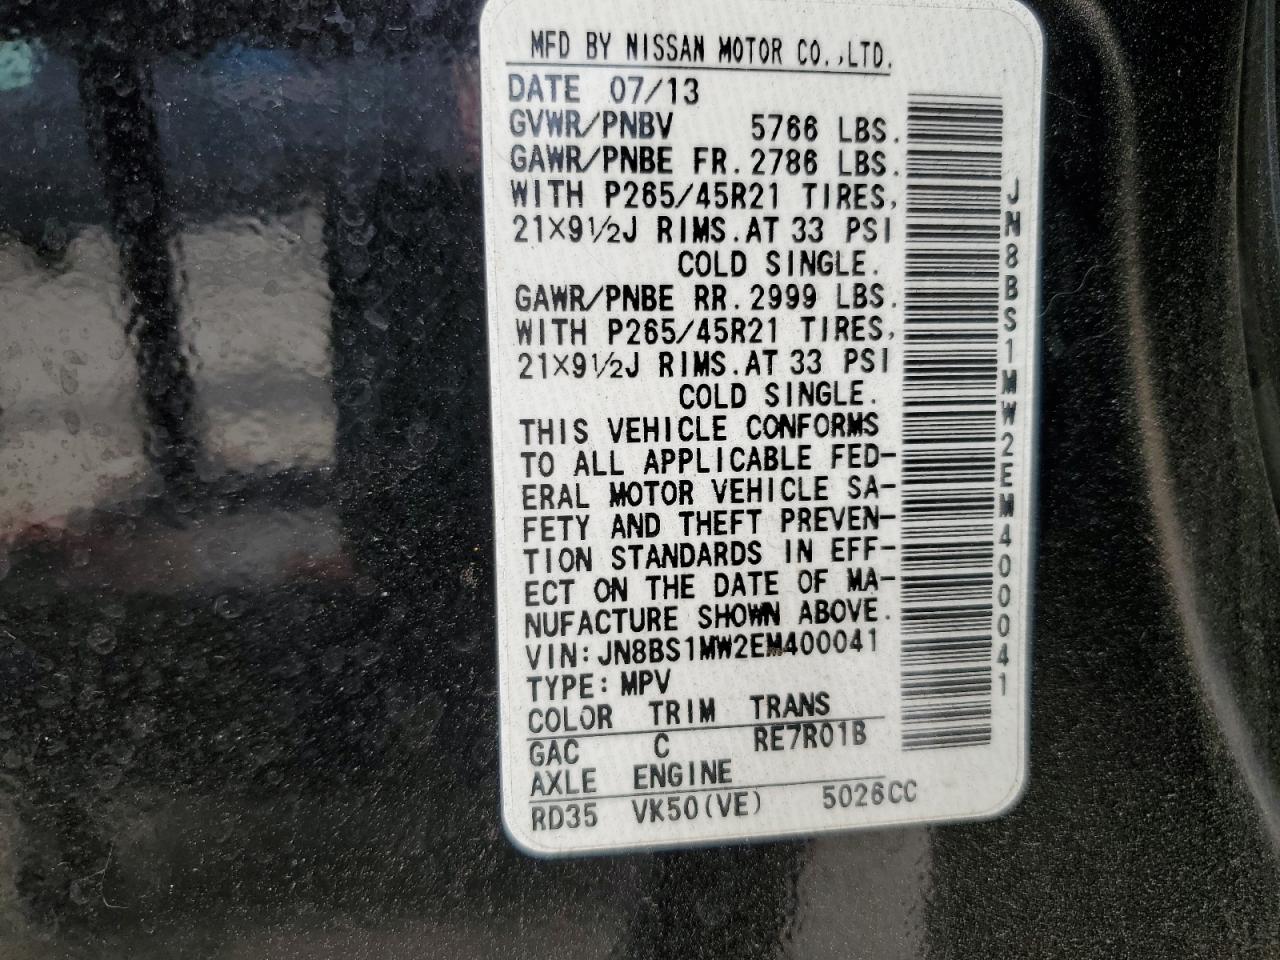 MFD BY NISSAN MOTOR CO.,LTD.
DATE 07/13
GVWR/PNBV 5766 LBS.
GAWR/PNBE FR. 2786 LBS.
WITH P265/45R21 TIRES,
21×9½J RIMS.AT 33 PSI
COLD SINGLE.
GAWR/PNBE RR. 2999 LBS.
WITH P265/45R21 TIRES,
21×9½J RIMS.AT 33 PSI
COLD SINGLE.
THIS VEHICLE CONFORMS
TO ALL APPLICABLE FED-
ERAL MOTOR VEHICLE SA-
FETY AND THEFT PREVEN-
TION STANDARDS IN EFF-
ECT ON THE DATE OF MA-
NUFACTURE SHOWN ABOVE.
VIN:JN8BS1MW2EM400041
TYPE:MPV
COLOR TRIM TRANS
GAC C RE7R01B
AXLE ENGINE
RD35 VK50(VE) 5026CC
JN8BS1MW2EM400041